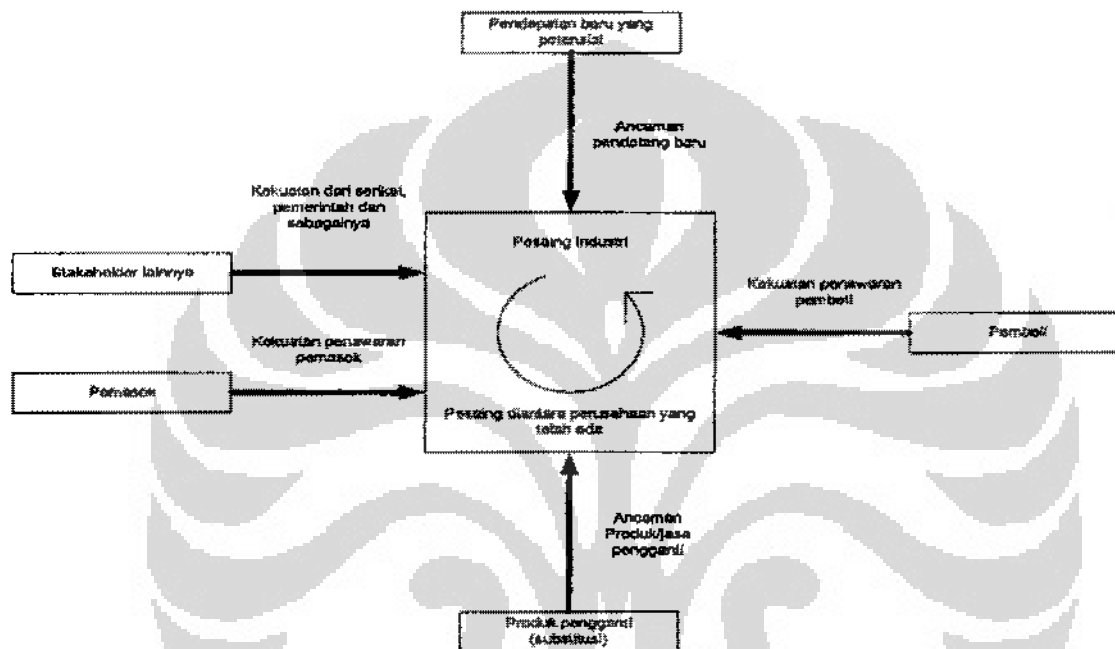 Pendapatan baru yang
potensial
Ancaman
pendatang baru
Kekuatan dari serikat,
pemerintah dan
sebagainya
Pesaing Industri
Stakeholder lainnya
Kekuatan penawaran
pembeli
Pembeli
Kekuatan penawaran
pemasok
Pemasok
Pesaing diantara perusahaan yang
telah ada
Ancaman
Produk/jasa
pengganti
Produk pengganti
(substitusi)